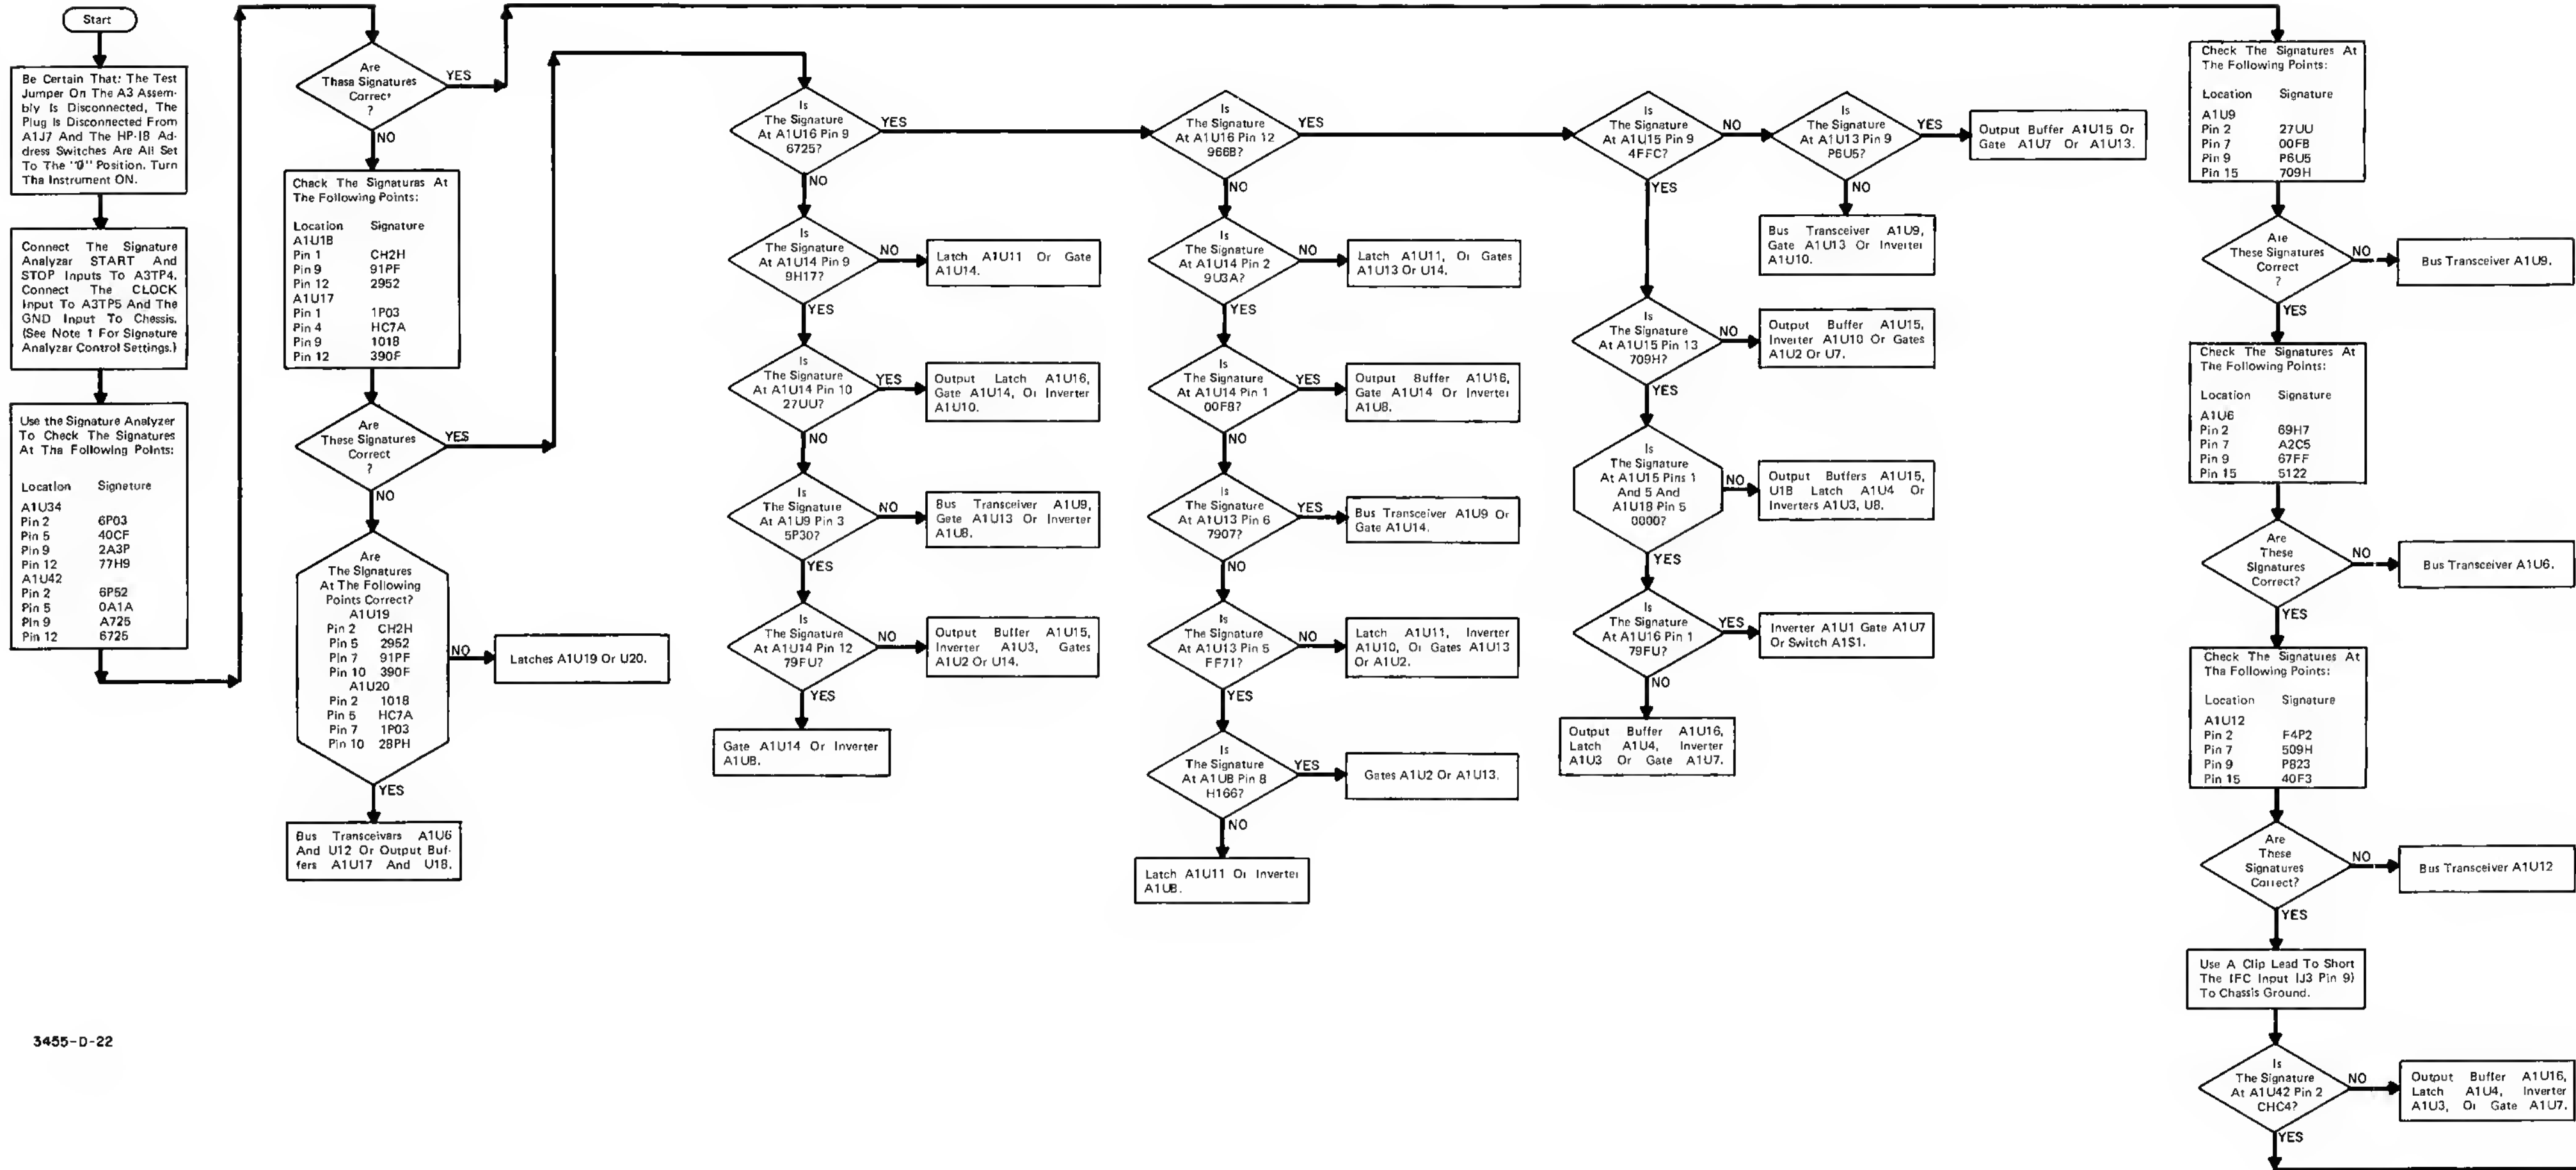 Start
Be Certain That: The Test
Jumper On The A3 Assem-
bly Is Disconnected, The
Plug Is Disconnected From
A1J7 And The HP-IB Ad-
dress Switches Are All Set
To The "0" Position. Turn
Tha Instrument ON.
Connect The Signature
Analyzer START And
STOP Inputs To A3TP4.
Connect The CLOCK
Input To A3TP5 And The
GND Input To Chassis.
(See Note 1 For Signature
Analyzar Control Settings.)
Use the Signature Analyzer
To Check The Signatures
At Tha Following Points:
Location Signeture
A1U34
Pin 2 6P03
Pin 5 40CF
Pin 9 2A3P
Pin 12 77H9
A1U42
Pin 2 6P52
Pin 5 0A1A
Pin 9 A725
Pin 12 6725
Are
Thasa Signatures
Correct
?
YES
NO
Chack The Signaturas At
The Following Points:
Location Signature
A1U1B
Pin 1 CH2H
Pin 9 91PF
Pin 12 2952
A1U17
Pin 1 1P03
Pin 4 HC7A
Pin 9 101B
Pin 12 390F
Are
These Signatures
Correct
?
YES
NO
Are
The Signatures
At The Following
Points Correct?
A1U19
Pin 2 CH2H
Pin 5 2952
Pin 7 91PF
Pin 10 390F
A1U20
Pin 2 1018
Pin 5 HC7A
Pin 7 1P03
Pin 10 28PH
NO
Latches A1U19 Or U20.
YES
Bus Transceivars A1U6
And U12 Or Output Buf-
fers A1U17 And U18.
Is
The Signature
At A1U16 Pin 9
6725?
YES
NO
Is
The Signature
At A1U14 Pin 9
9H17?
NO
Latch A1U11 Or Gate
A1U14.
YES
Is
The Signature
At A1U14 Pin 10
27UU?
YES
Output Latch A1U16,
Gate A1U14, Or Inverter
A1U10.
NO
Is
The Signature
At A1U9 Pin 3
5P30?
NO
Bus Transceiver A1U9,
Gete A1U13 Or Inverter
A1U8.
YES
Is
The Signature
At A1U14 Pin 12
79FU?
NO
Output Buffer A1U15,
Inverter A1U3, Gates
A1U2 Or U14.
YES
Gate A1U14 Or Inverter
A1UB.
Is
The Signature
At A1U16 Pin 12
966B?
YES
NO
Is
The Signature
At A1U14 Pin 2
9U3A?
NO
Latch A1U11, Or Gates
A1U13 Or U14.
YES
Is
The Signature
At A1U14 Pin 1
00F8?
YES
Output Buffer A1U16,
Gate A1U14 Or Inverter
A1U8.
NO
Is
The Signature
At A1U13 Pin 6
7907?
YES
Bus Transceiver A1U9 Or
Gate A1U14.
NO
Is
The Signature
At A1U13 Pin 5
FF71?
NO
Latch A1U11, Inverter
A1U10, Or Gates A1U13
Or A1U2.
YES
Is
The Signature
At A1UB Pin 8
H166?
YES
Gates A1U2 Or A1U13.
NO
Latch A1U11 Or Inverter
A1UB.
Is
The Signature
At A1U15 Pin 9
4FFC?
NO
YES
Is
The Signature
At A1U13 Pin 9
P6U5?
YES
Output Buffer A1U15 Or
Gate A1U7 Or A1U13.
NO
Bus Transceiver A1U9,
Gate A1U13 Or Inverter
A1U10.
Is
The Signature
At A1U15 Pin 13
709H?
NO
Output Buffer A1U15,
Inverter A1U10 Or Gates
A1U2 Or U7.
YES
Is
The Signature
At A1U15 Pins 1
And 5 And
A1U18 Pin 5
0000?
NO
Output Buffers A1U15,
U1B Latch A1U4 Or
Inverters A1U3, U8.
YES
Is
The Signature
At A1U16 Pin 1
79FU?
YES
Inverter A1U1 Gate A1U7
Or Switch A1S1.
NO
Output Buffer A1U16,
Latch A1U4, Inverter
A1U3 Or Gate A1U7.
Check The Signatures At
The Following Points:
Location Signature
A1U9
Pin 2 27UU
Pin 7 00FB
Pin 9 P6U5
Pin 15 709H
Are
These Signatures
Correct
?
NO
Bus Transceiver A1U9.
YES
Check The Signatures At
The Following Points:
Location Signature
A1U6
Pin 2 69H7
Pin 7 A2C5
Pin 9 67FF
Pin 15 5122
Are
These
Signatures
Correct?
NO
Bus Transceiver A1U6.
YES
Check The Signatures At
Tha Following Points:
Location Signature
A1U12
Pin 2 F4P2
Pin 7 509H
Pin 9 P823
Pin 15 40F3
Are
These
Signatures
Correct?
NO
Bus Transceiver A1U12
YES
Use A Clip Lead To Short
The IFC Input (J3 Pin 9)
To Chassis Ground.
Is
The Signature
At A1U42 Pin 2
CHC4?
NO
Output Buffer A1U16,
Latch A1U4, Inverter
A1U3, Or Gate A1U7.
YES
3455-D-22